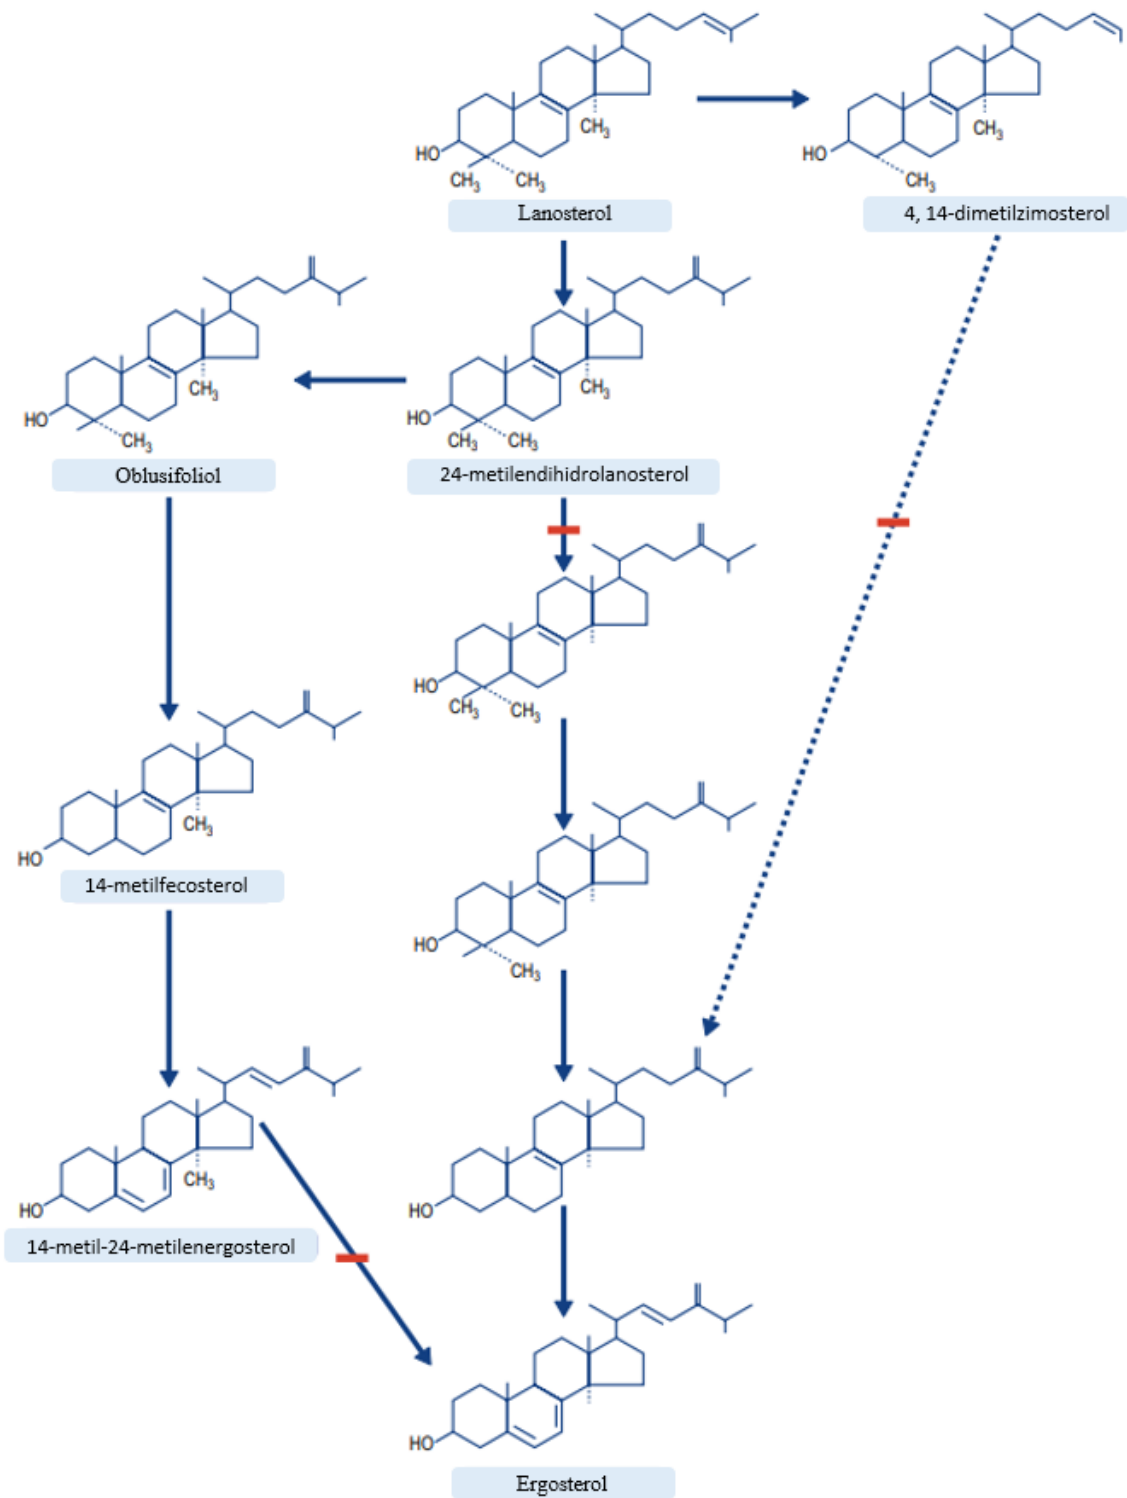 CH3
CH3
HO
HO
CH3
CH3
CH3
Lanosterol
4, 14-dimetilzimosterol
CH3
CH3
HO
HO
CH3
CH3
CH3
Oblusifoliol
24-metilendihidrolanosterol
HO
CH3
CH3
CH3
HO
14-metilfecosterol
HO
CH3
CH3
HO
HO
14-metil-24-metilenergosterol
HO
Ergosterol